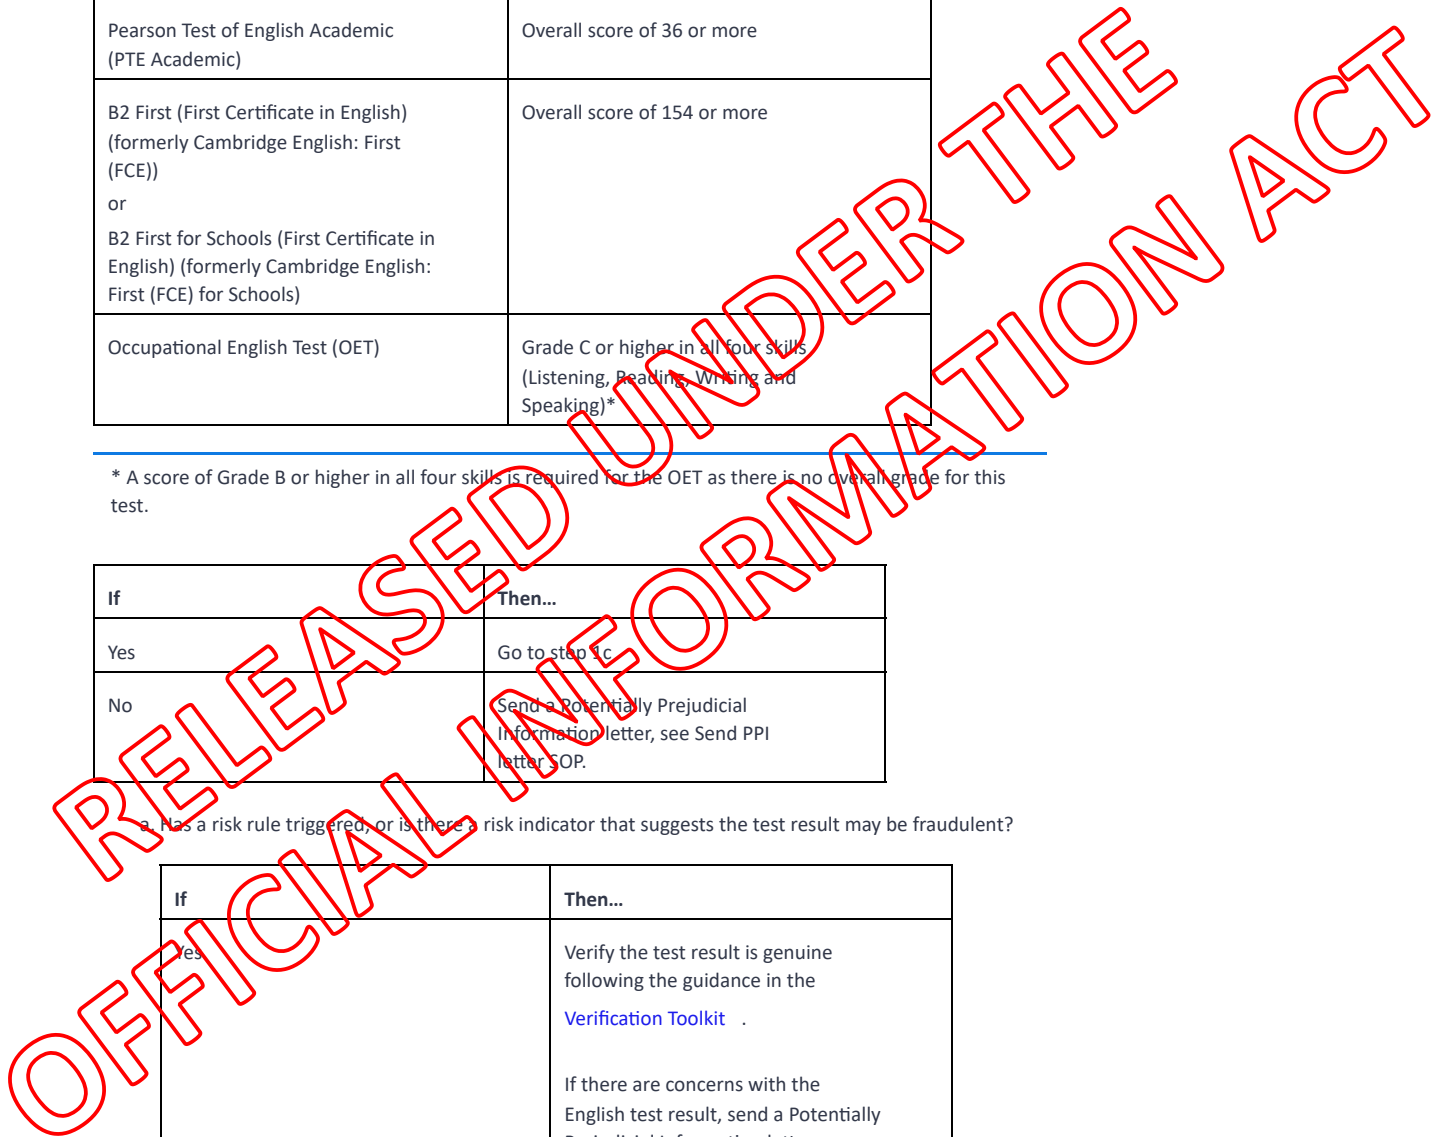 Pearson Test of English Academic
(PTE Academic)
Overall score of 36 or more
B2 First (First Certificate in English)
(formerly Cambridge English: First
(FCE))
or
B2 First for Schools (First Certificate in
English) (formerly Cambridge English:
First (FCE) for Schools)
Overall score of 154 or more
Occupational English Test (OET)
Grade C or higher in all four skills
(Listening, Reading, Writing and
Speaking)*
* A score of Grade B or higher in all four skills is required for the OET as there is no overall grade for this
test.
If
Then...
Yes
Go to step 1c
No
Send a Potentially Prejudicial
Information letter, see Send PPI
letter SOP.
a. Has a risk rule triggered, or is there a risk indicator that suggests the test result may be fraudulent?
If
Then...
Yes
Verify the test result is genuine
following the guidance in the
Verification Toolkit .
If there are concerns with the
English test result, send a Potentially
RELEASED UNDER THE
OFFICIAL INFORMATION ACT